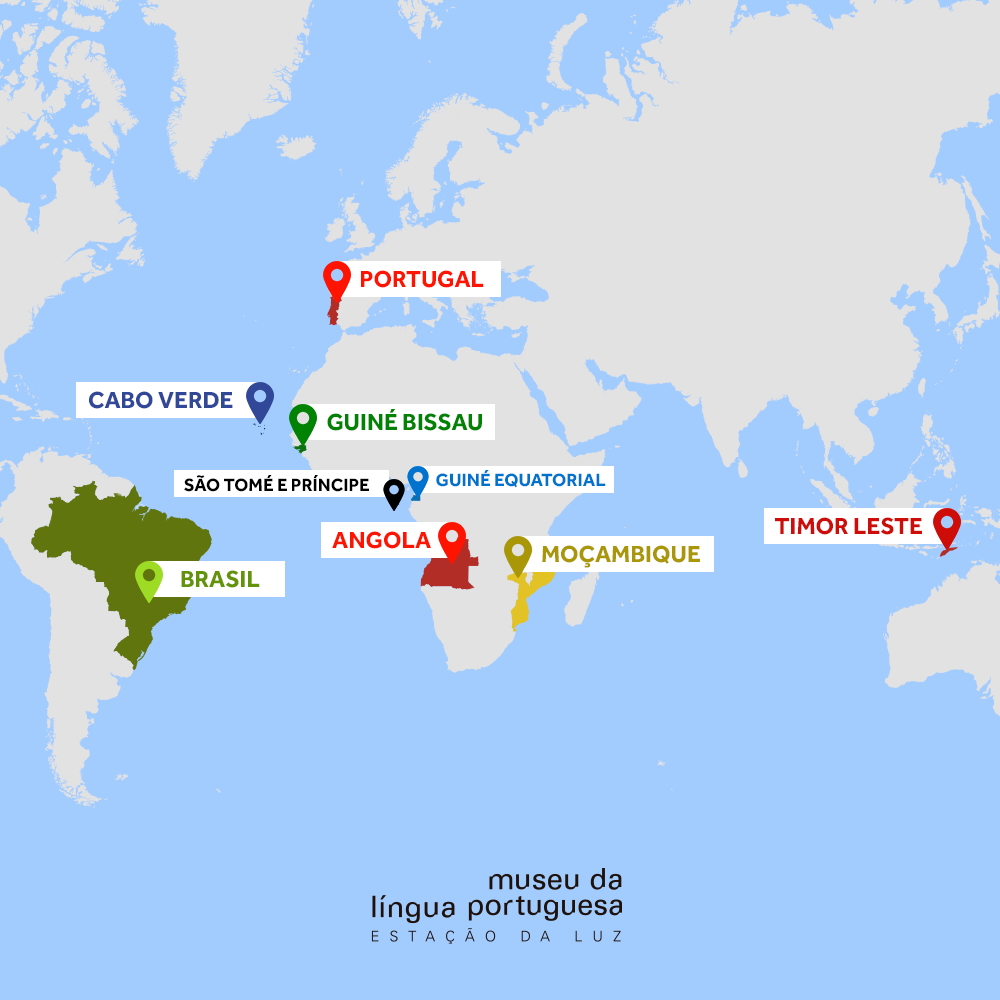 PORTUGAL
CABO VERDE
GUINÉ BISSAU
SÃO TOMÉ E PRÍNCIPE
GUINÉ EQUATORIAL
ANGOLA
MOÇAMBIQUE
TIMOR LESTE
BRASIL
museu da
língua portuguesa
ESTAÇÃO DA LUZ